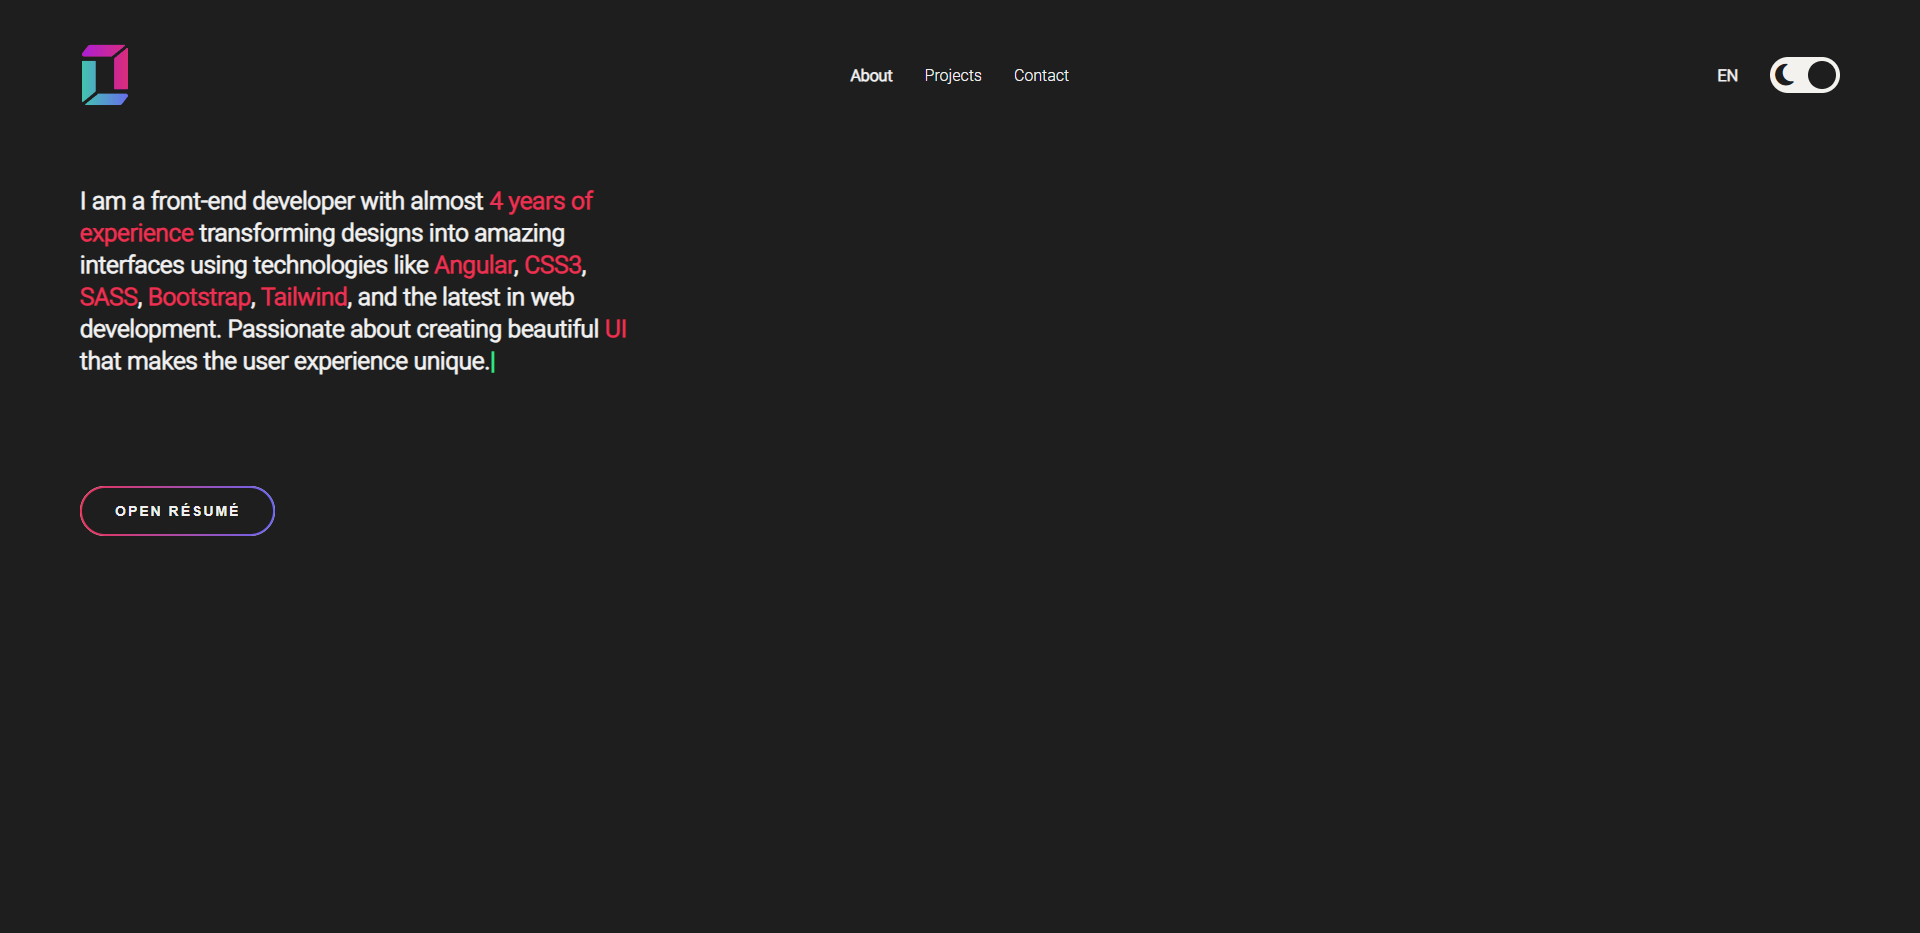 About Projects Contact EN
I am a front-end developer with almost 4 years of
experience transforming designs into amazing
interfaces using technologies like Angular, CSS3,
SASS, Bootstrap, Tailwind, and the latest in web
development. Passionate about creating beautiful UI
that makes the user experience unique.|
OPEN RÉSUMÉ